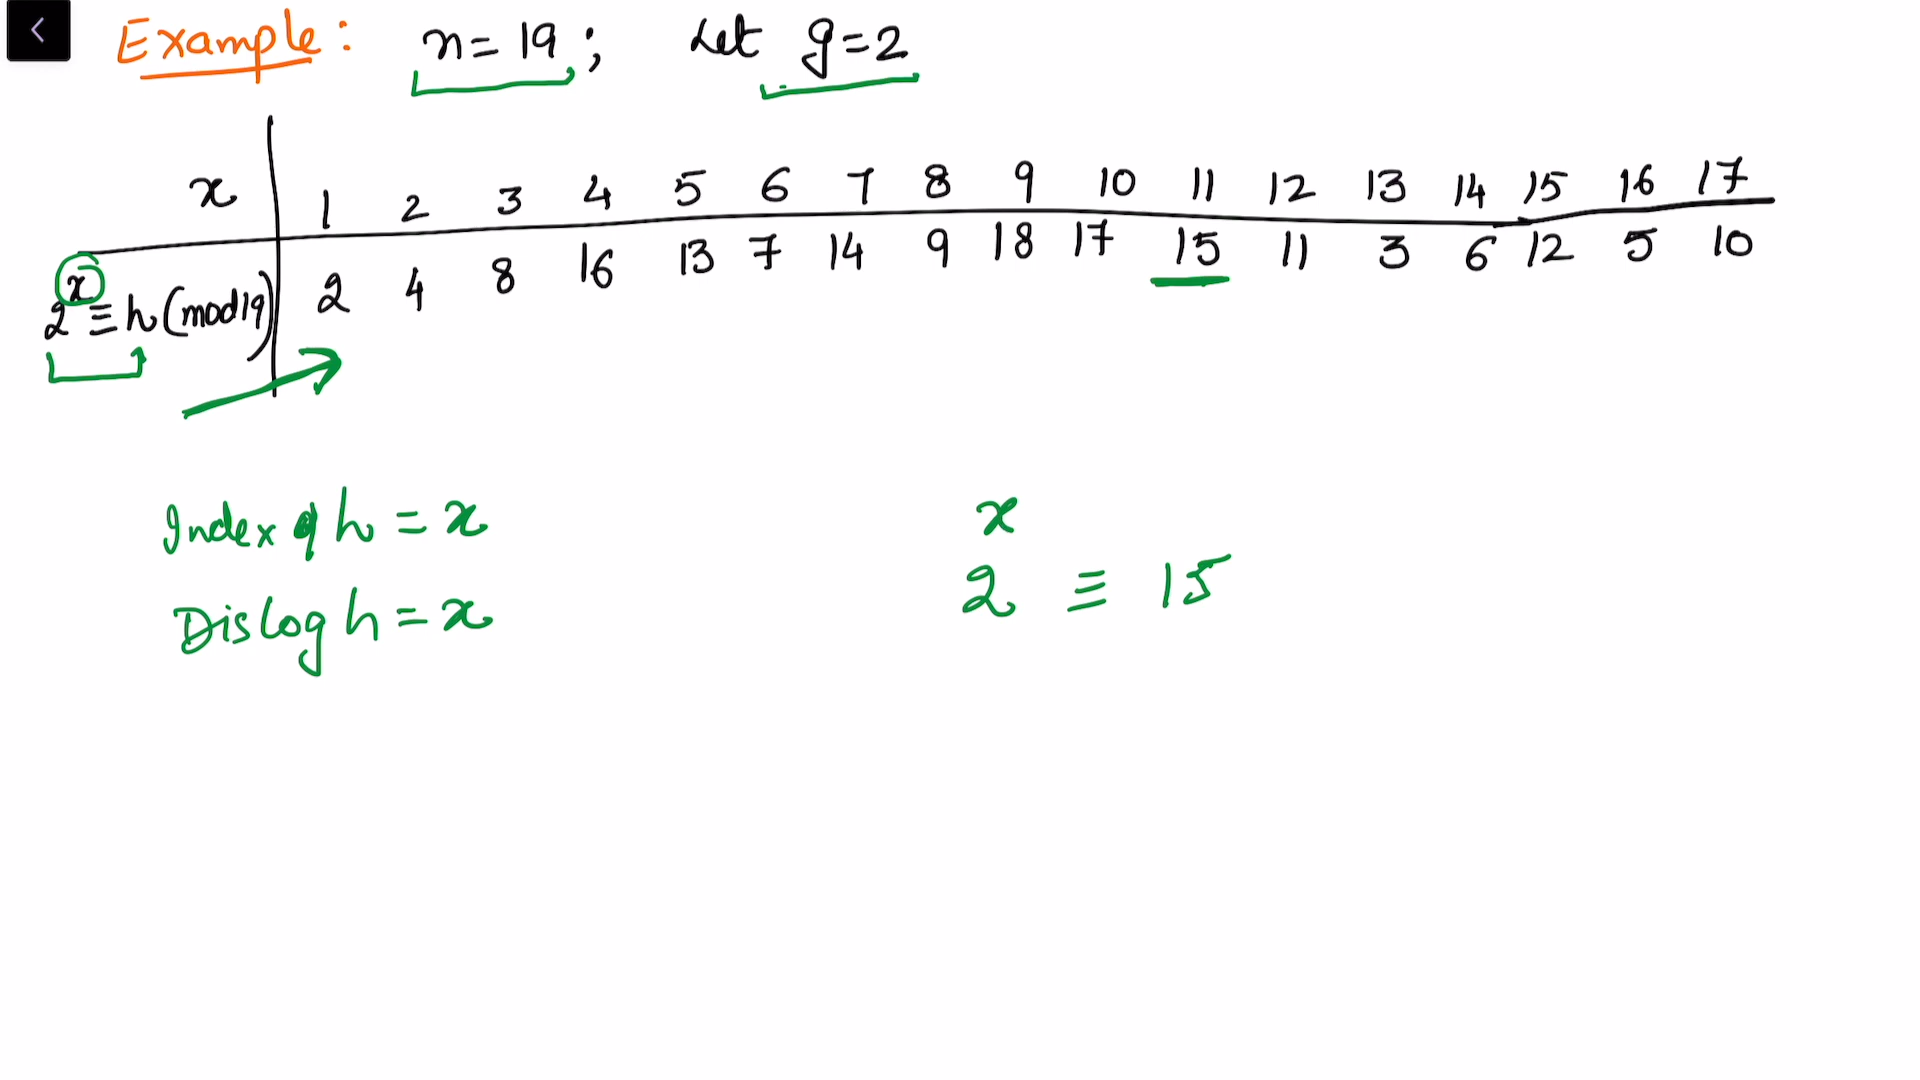 Example: n = 19 ; Let g = 2
x 1 2 3 4 5 6 7 8 9 10 11 12 13 14 15 16 17
2ˣ ≡ h (mod 19) 2 4 8 16 13 7 14 9 18 17 15 11 3 6 12 5 10
Index of h = x
Dislog h = x
2ˣ ≡ 15